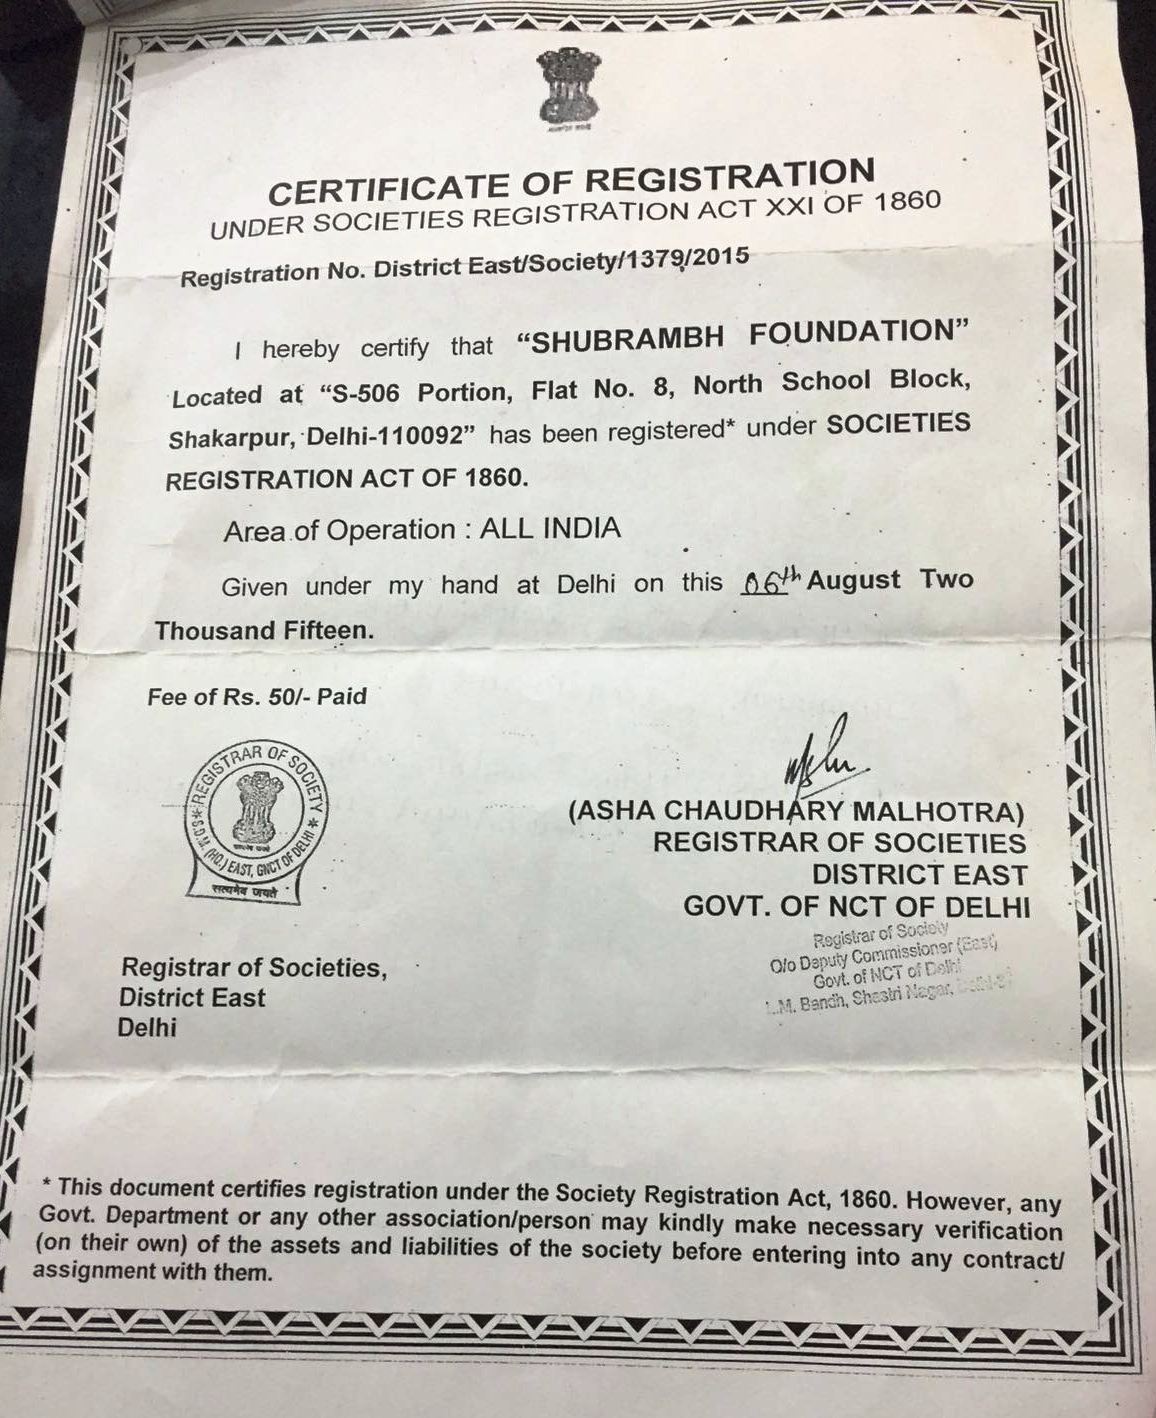 CERTIFICATE OF REGISTRATION
UNDER SOCIETIES REGISTRATION ACT XXI OF 1860
Registration No. District East/Society/1379/2015
I hereby certify that “SHUBRAMBH FOUNDATION”
Located at “S-506 Portion, Flat No. 8, North School Block,
Shakarpur, Delhi-110092” has been registered* under SOCIETIES
REGISTRATION ACT OF 1860.
Area of Operation : ALL INDIA
Given under my hand at Delhi on this 06th August Two
Thousand Fifteen.
Fee of Rs. 50/- Paid
REGISTRAR OF SOCIETY
S.D.M. (HQ.) EAST, GNCT OF DELHI
सत्यमेव जयते
(ASHA CHAUDHARY MALHOTRA)
REGISTRAR OF SOCIETIES
DISTRICT EAST
GOVT. OF NCT OF DELHI
Registrar of Society
O/o Deputy Commissioner (East)
Govt. of NCT of Delhi
L.M. Bandh, Shastri Nagar,
Registrar of Societies,
District East
Delhi
* This document certifies registration under the Society Registration Act, 1860. However, any
Govt. Department or any other association/person may kindly make necessary verification
(on their own) of the assets and liabilities of the society before entering into any contract/
assignment with them.